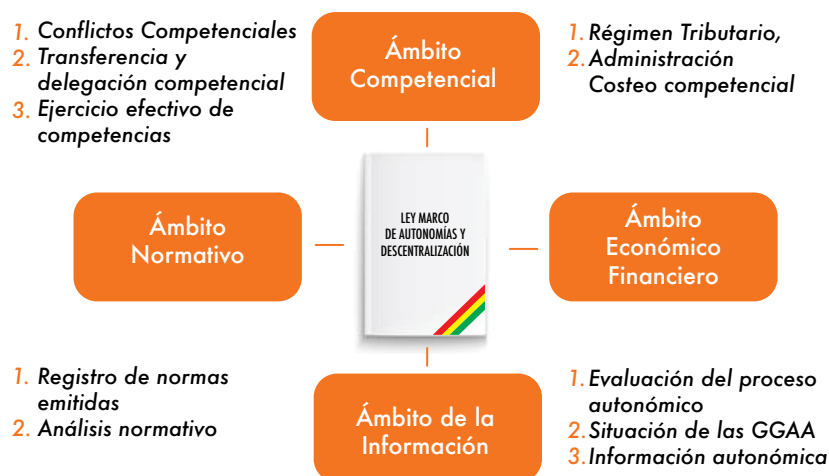 1. Conflictos Competenciales
2. Transferencia y
delegación competencial
3. Ejercicio efectivo de
competencias
Ámbito
Competencial
1. Régimen Tributario,
2. Administración
Costeo competencial
Ámbito
Normativo
LEY MARCO
DE AUTONOMÍAS Y
DESCENTRALIZACIÓN
Ámbito
Económico
Financiero
1. Registro de normas
emitidas
2. Análisis normativo
Ámbito de la
Información
1. Evaluación del proceso
autonómico
2. Situación de las GGAA
3. Información autonómica